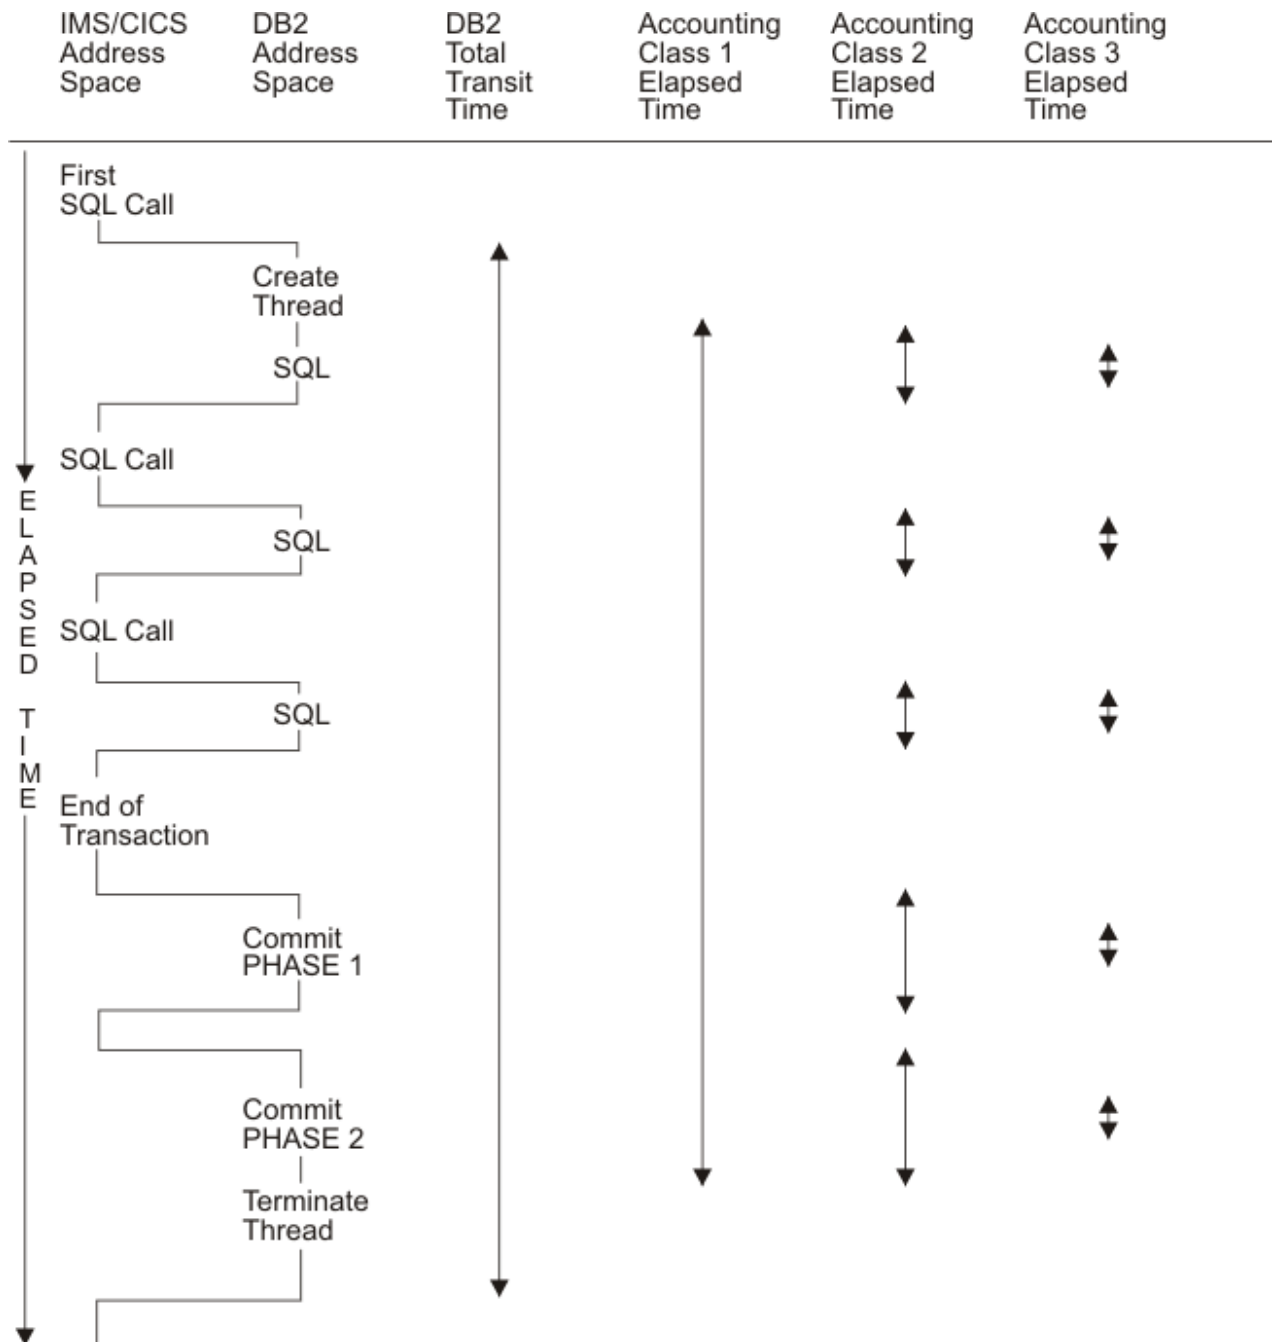 IMS/CICS
Address
Space
DB2
Address
Space
DB2
Total
Transit
Time
Accounting
Class 1
Elapsed
Time
Accounting
Class 2
Elapsed
Time
Accounting
Class 3
Elapsed
Time
First
SQL Call
Create
Thread
SQL
SQL Call
SQL
SQL Call
SQL
End of
Transaction
Commit
PHASE 1
Commit
PHASE 2
Terminate
Thread
ELAPSED TIME